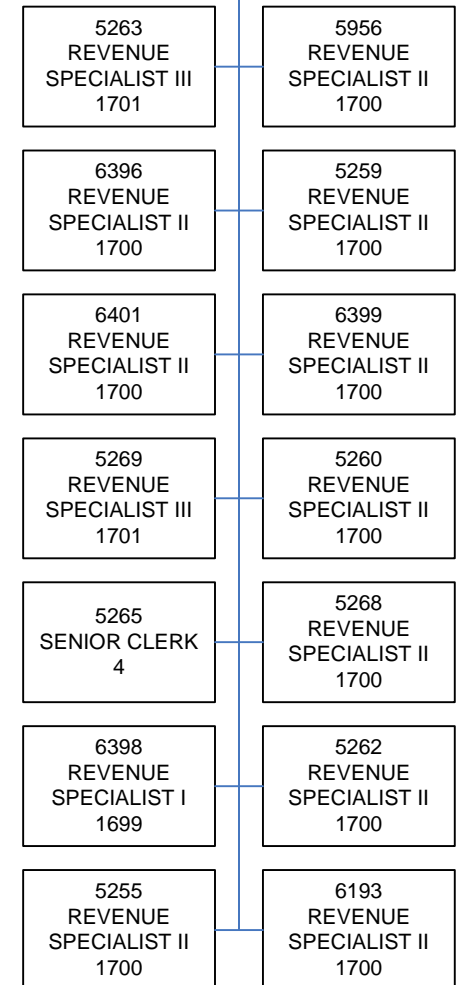 5263
REVENUE
SPECIALIST III
1701
5956
REVENUE
SPECIALIST II
1700
6396
REVENUE
SPECIALIST II
1700
5259
REVENUE
SPECIALIST II
1700
6401
REVENUE
SPECIALIST II
1700
6399
REVENUE
SPECIALIST II
1700
5269
REVENUE
SPECIALIST III
1701
5260
REVENUE
SPECIALIST II
1700
5265
SENIOR CLERK
4
5268
REVENUE
SPECIALIST II
1700
6398
REVENUE
SPECIALIST I
1699
5262
REVENUE
SPECIALIST II
1700
5255
REVENUE
SPECIALIST II
1700
6193
REVENUE
SPECIALIST II
1700